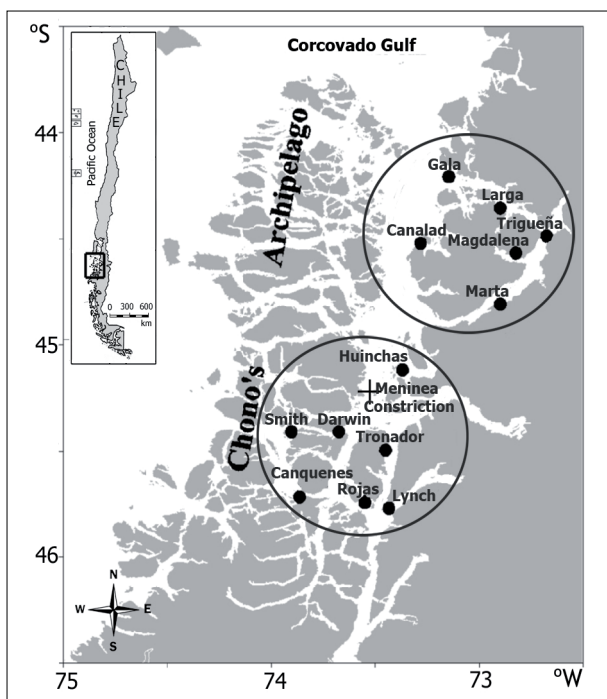 °S
Corcovado Gulf
CHILE
Pacific Ocean
0 300 600
km
44
Archipelago
Gala
Larga
Trigueña
Canalad
Magdalena
Marta
45
Huinchas
Meninea
Constriction
Chono's
Smith Darwin
Tronador
Canquenes
Rojas
Lynch
46
N
W E
S
75 74 73 °W